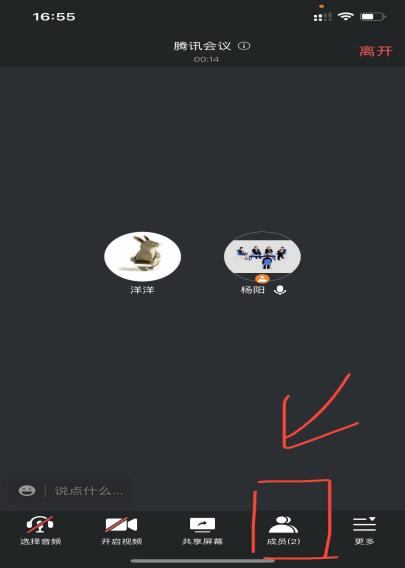 16:55
腾讯会议
离开
00:14
洋洋
杨阳
说点什么...
选择音频
开启视频
共享屏幕
成员(2)
更多